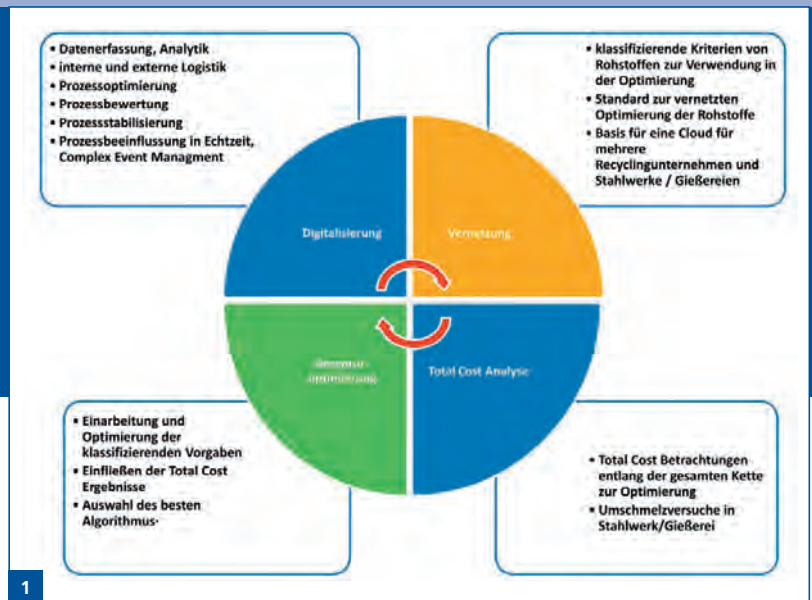 • Datenerfassung, Analytik
• interne und externe Logistik
• Prozessoptimierung
• Prozessbewertung
• Prozessstabilisierung
• Prozessbeeinflussung in Echtzeit,
Complex Event Managment
• klassifizierende Kriterien von
Rohstoffen zur Verwendung in
der Optimierung
• Standard zur vernetzten
Optimierung der Rohstoffe
• Basis für eine Cloud für
mehrere
Recyclingunternehmen und
Stahlwerke / Gießereien
Digitalisierung
Vernetzung
optimierung
Total Cost Analyse
• Einarbeitung und
Optimierung der
klassifizierenden Vorgaben
• Einfließen der Total Cost
Ergebnisse
• Auswahl des besten
Algorithmus·
• Total Cost Betrachtungen
entlang der gesamten Kette
zur Optimierung
• Umschmelzversuche in
Stahlwerk/Gießerei
1